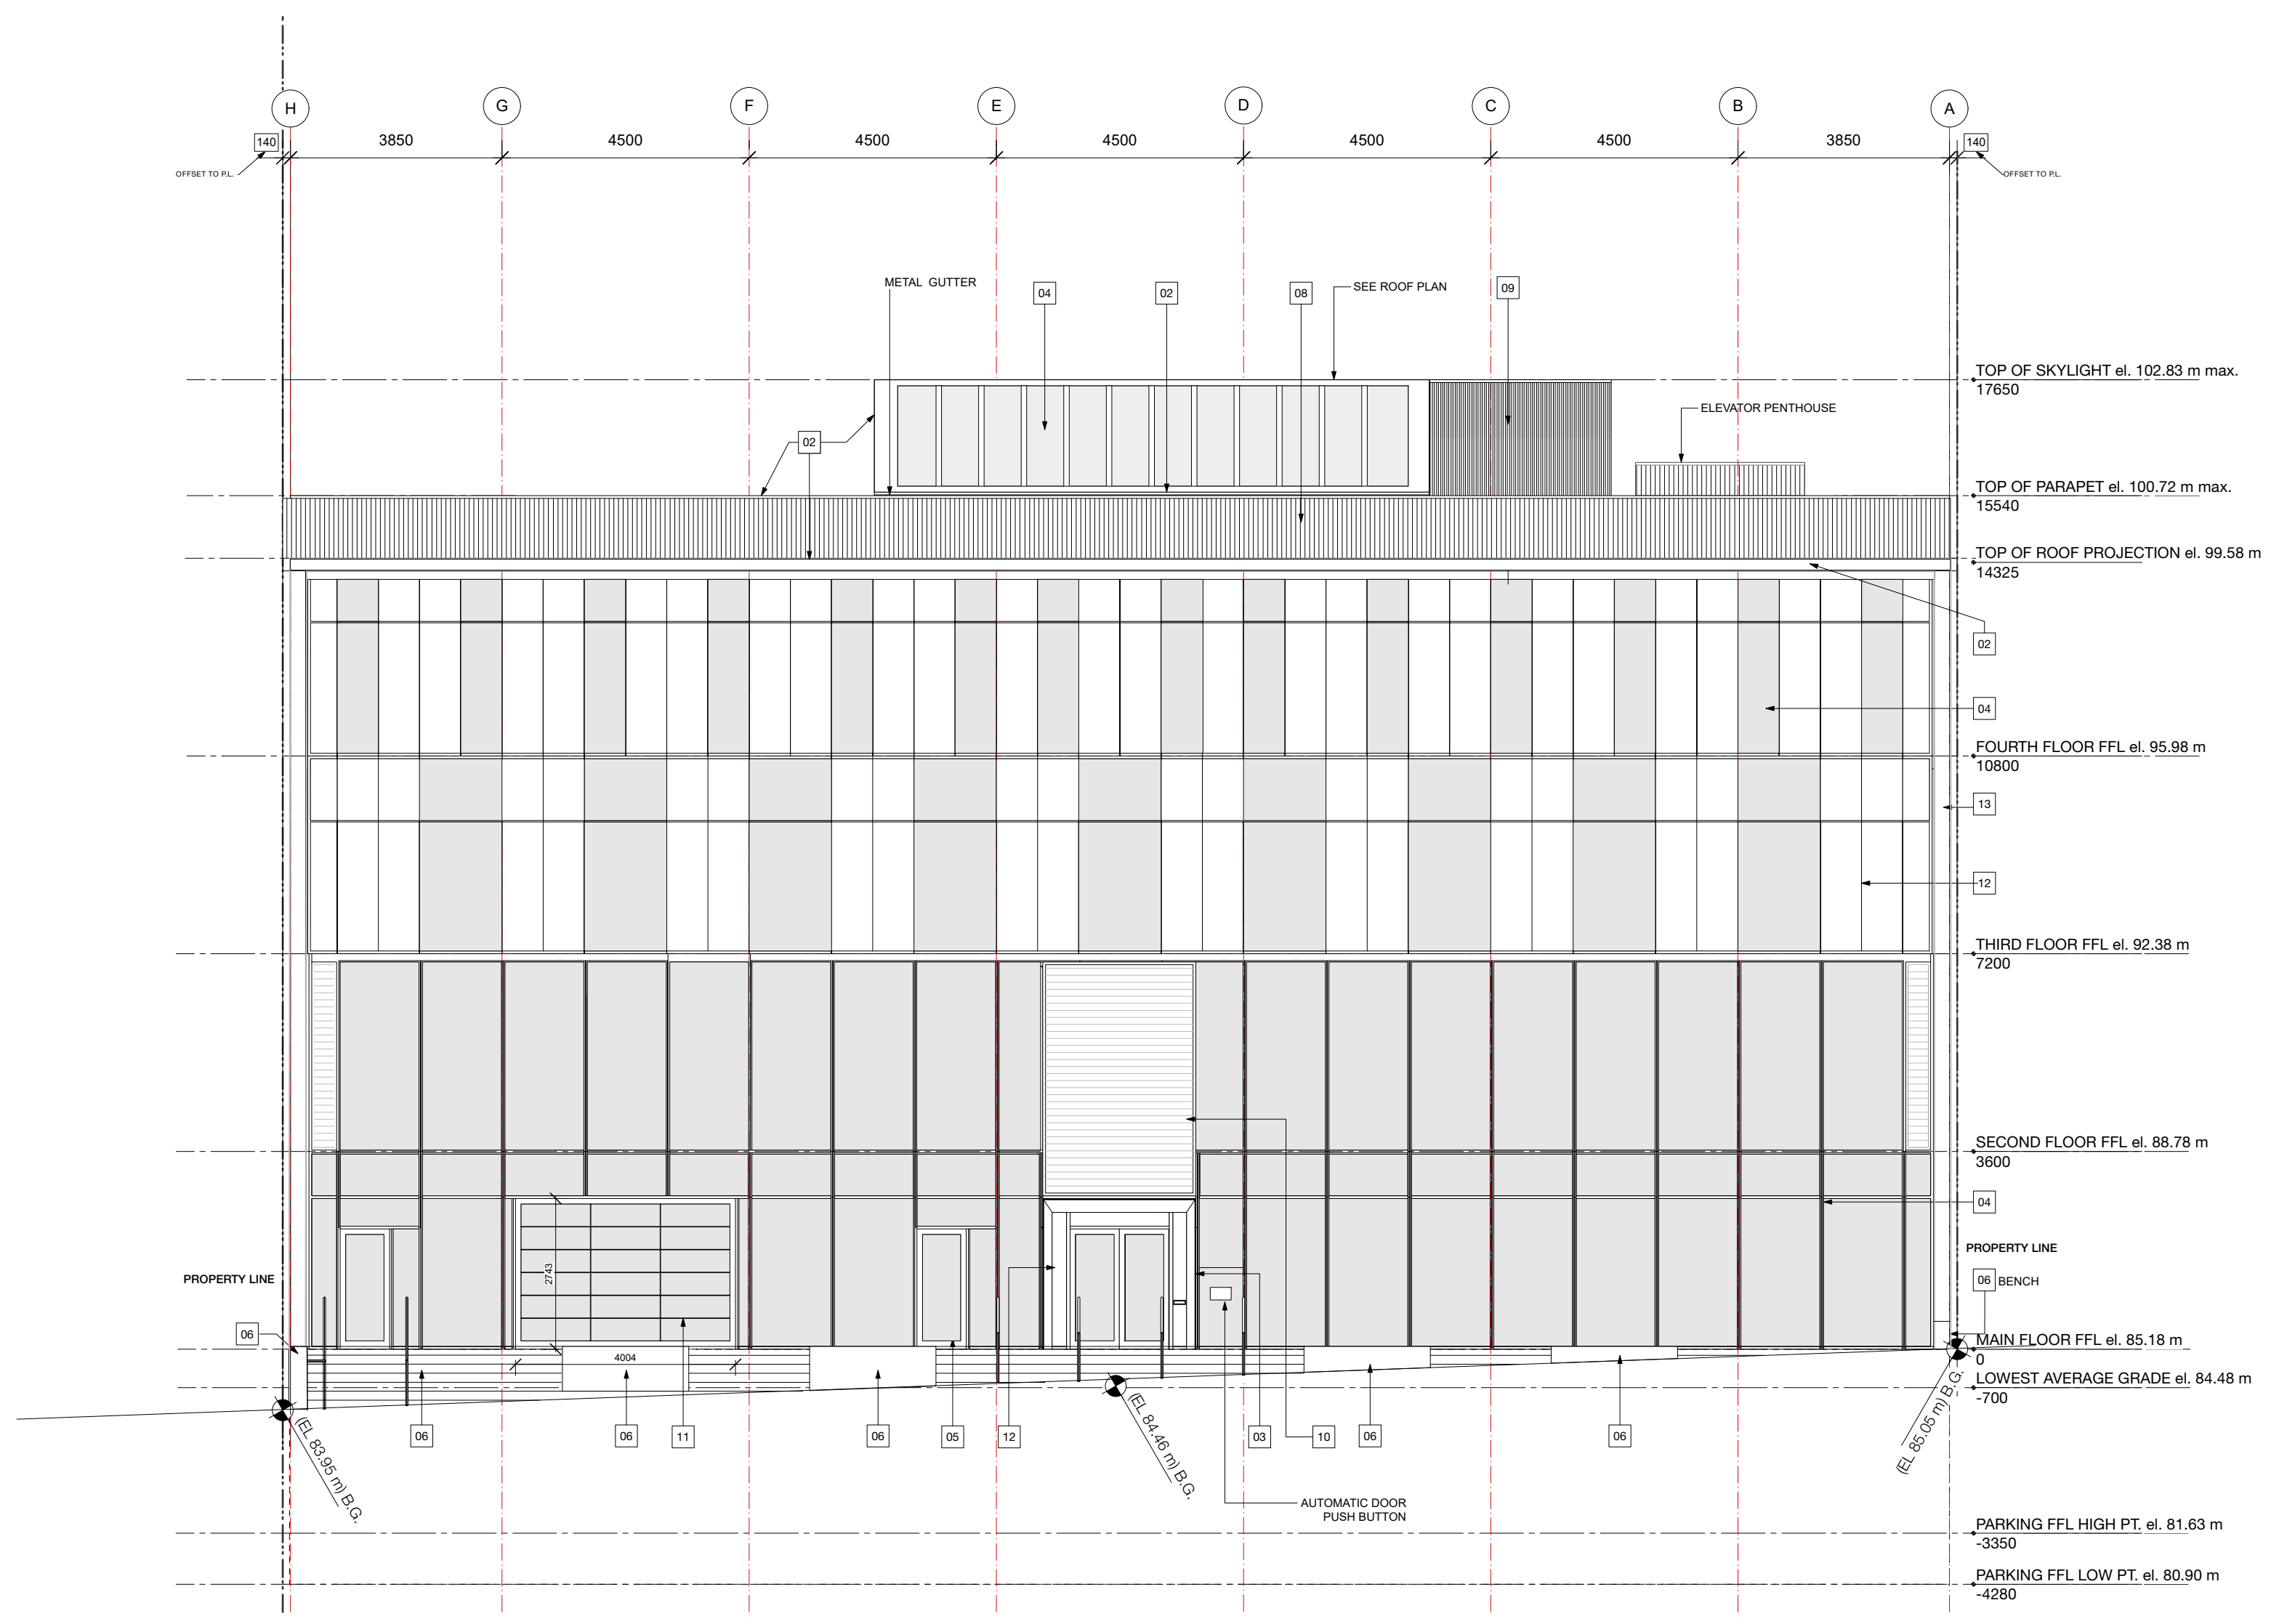 H G F E D C B A
140 3850 4500 4500 4500 4500 4500 3850 140
OFFSET TO P.L. OFFSET TO P.L.
METAL GUTTER 04 02 08 SEE ROOF PLAN 09
TOP OF SKYLIGHT el. 102.83 m max.
17650
ELEVATOR PENTHOUSE
02
TOP OF PARAPET el. 100.72 m max.
15540
TOP OF ROOF PROJECTION el. 99.58 m
14325
02
04
FOURTH FLOOR FFL el. 95.98 m
10800
13
12
THIRD FLOOR FFL el. 92.38 m
7200
SECOND FLOOR FFL el. 88.78 m
3600
04
PROPERTY LINE
PROPERTY LINE
2743
06 BENCH
06
MAIN FLOOR FFL el. 85.18 m
0
4004
LOWEST AVERAGE GRADE el. 84.48 m
-700
06 06 11 06 05 12 03 10 06 06
(EL 83.95 m) B.G.
(EL 84.46 m) B.G.
(EL 85.05 m) B.G.
AUTOMATIC DOOR
PUSH BUTTON
PARKING FFL HIGH PT. el. 81.63 m
-3350
PARKING FFL LOW PT. el. 80.90 m
-4280